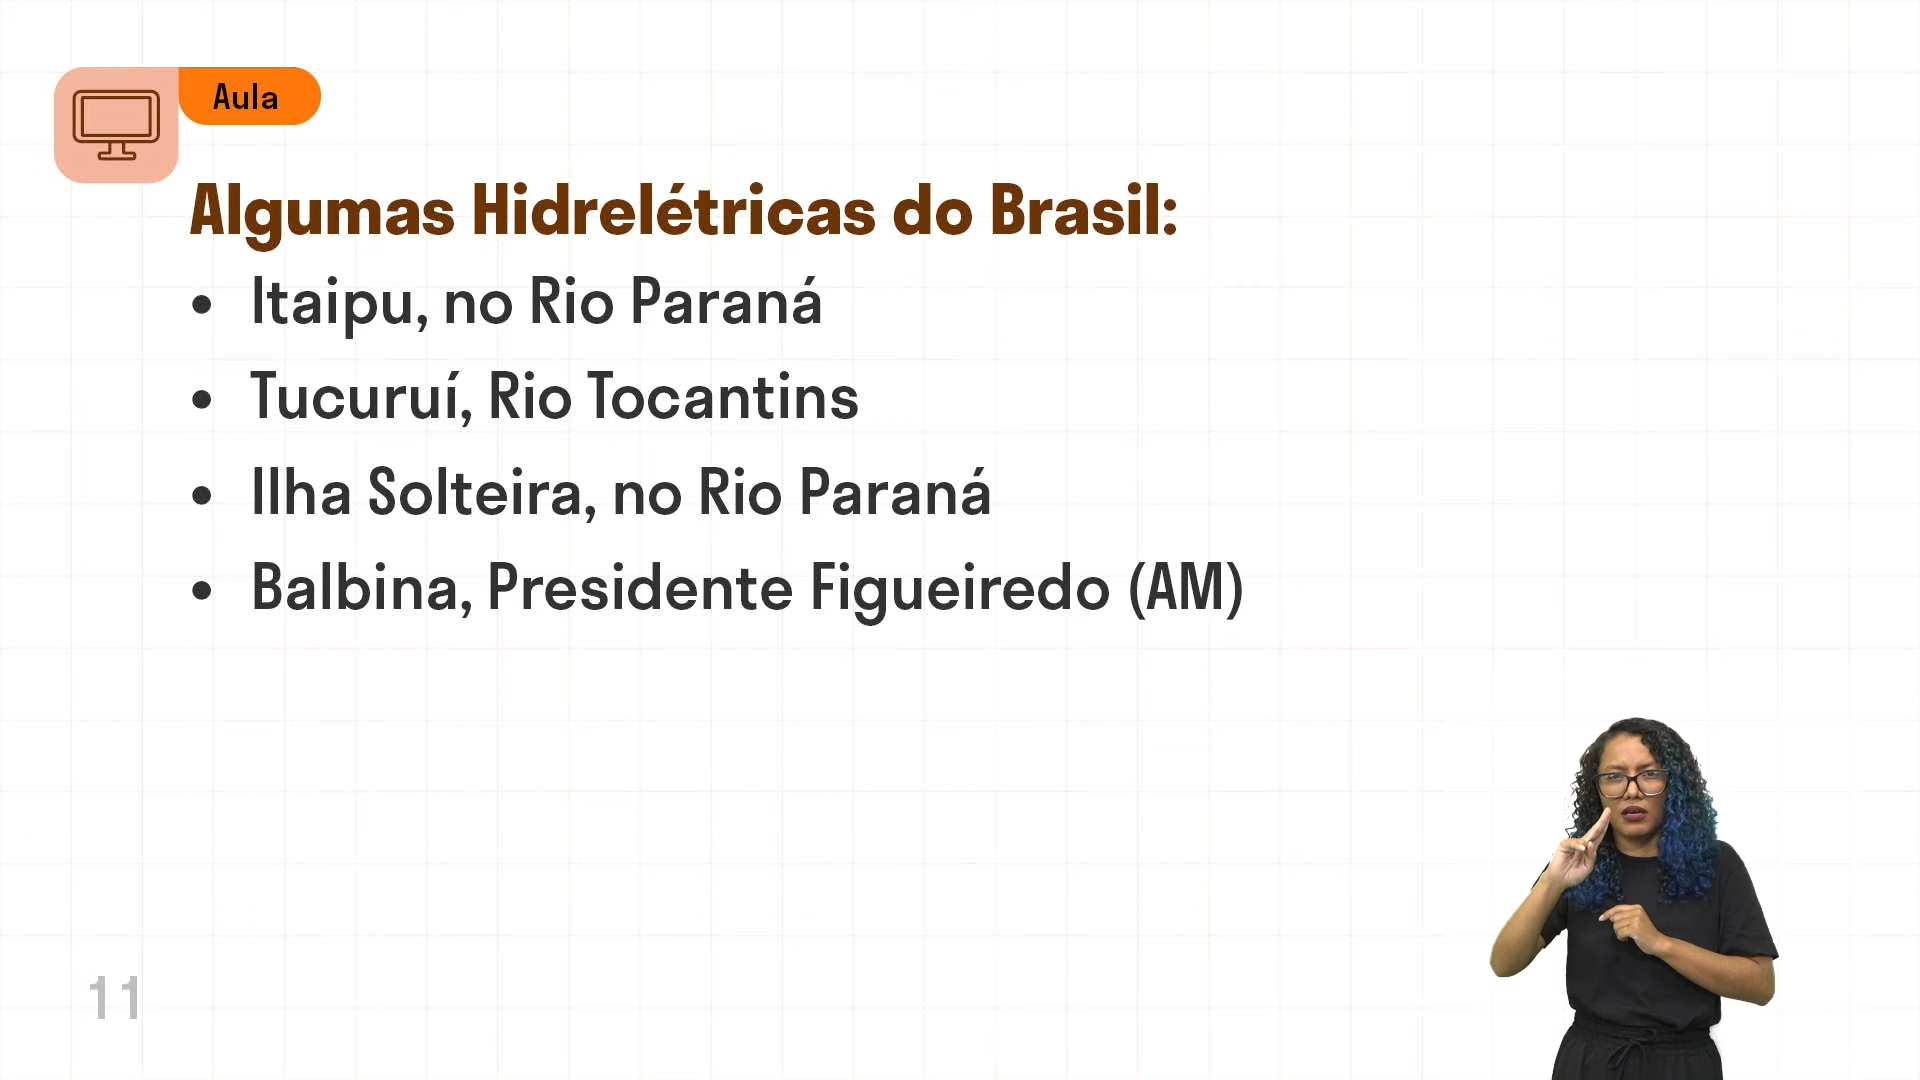 Aula
Algumas Hidrelétricas do Brasil:
• Itaipu, no Rio Paraná
• Tucuruí, Rio Tocantins
• Ilha Solteira, no Rio Paraná
• Balbina, Presidente Figueiredo (AM)
11